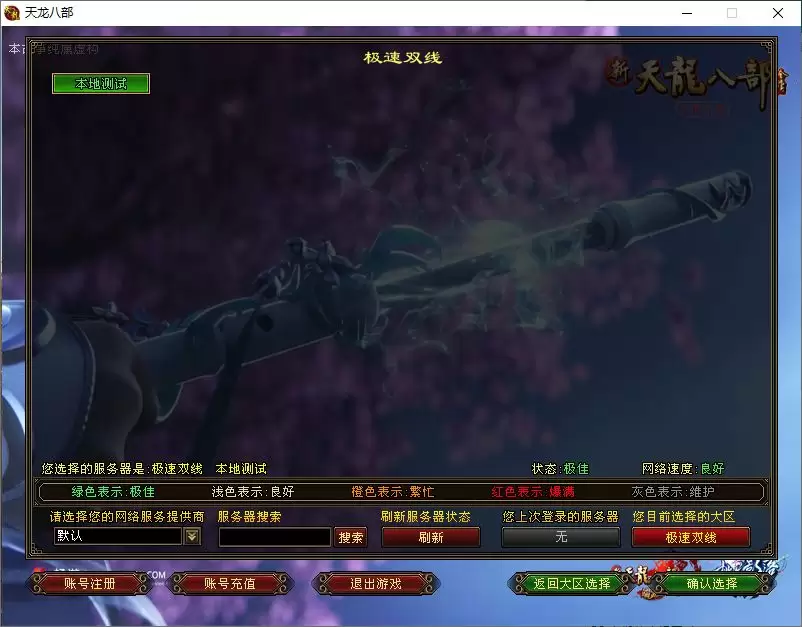 天龙八部
极速双线
新天龍八部
本地测试
您选择的服务器是:极速双线 本地测试 状态:极佳 网络速度:良好
绿色表示:极佳 浅色表示:良好 橙色表示:繁忙 红色表示:爆满 灰色表示:维护
请选择您的网络服务提供商 服务器搜索 刷新服务器状态 您上次登录的服务器 您目前选择的大区
默认 搜索 刷新 无 极速双线
账号注册 账号充值 退出游戏 返回大区选择 确认选择